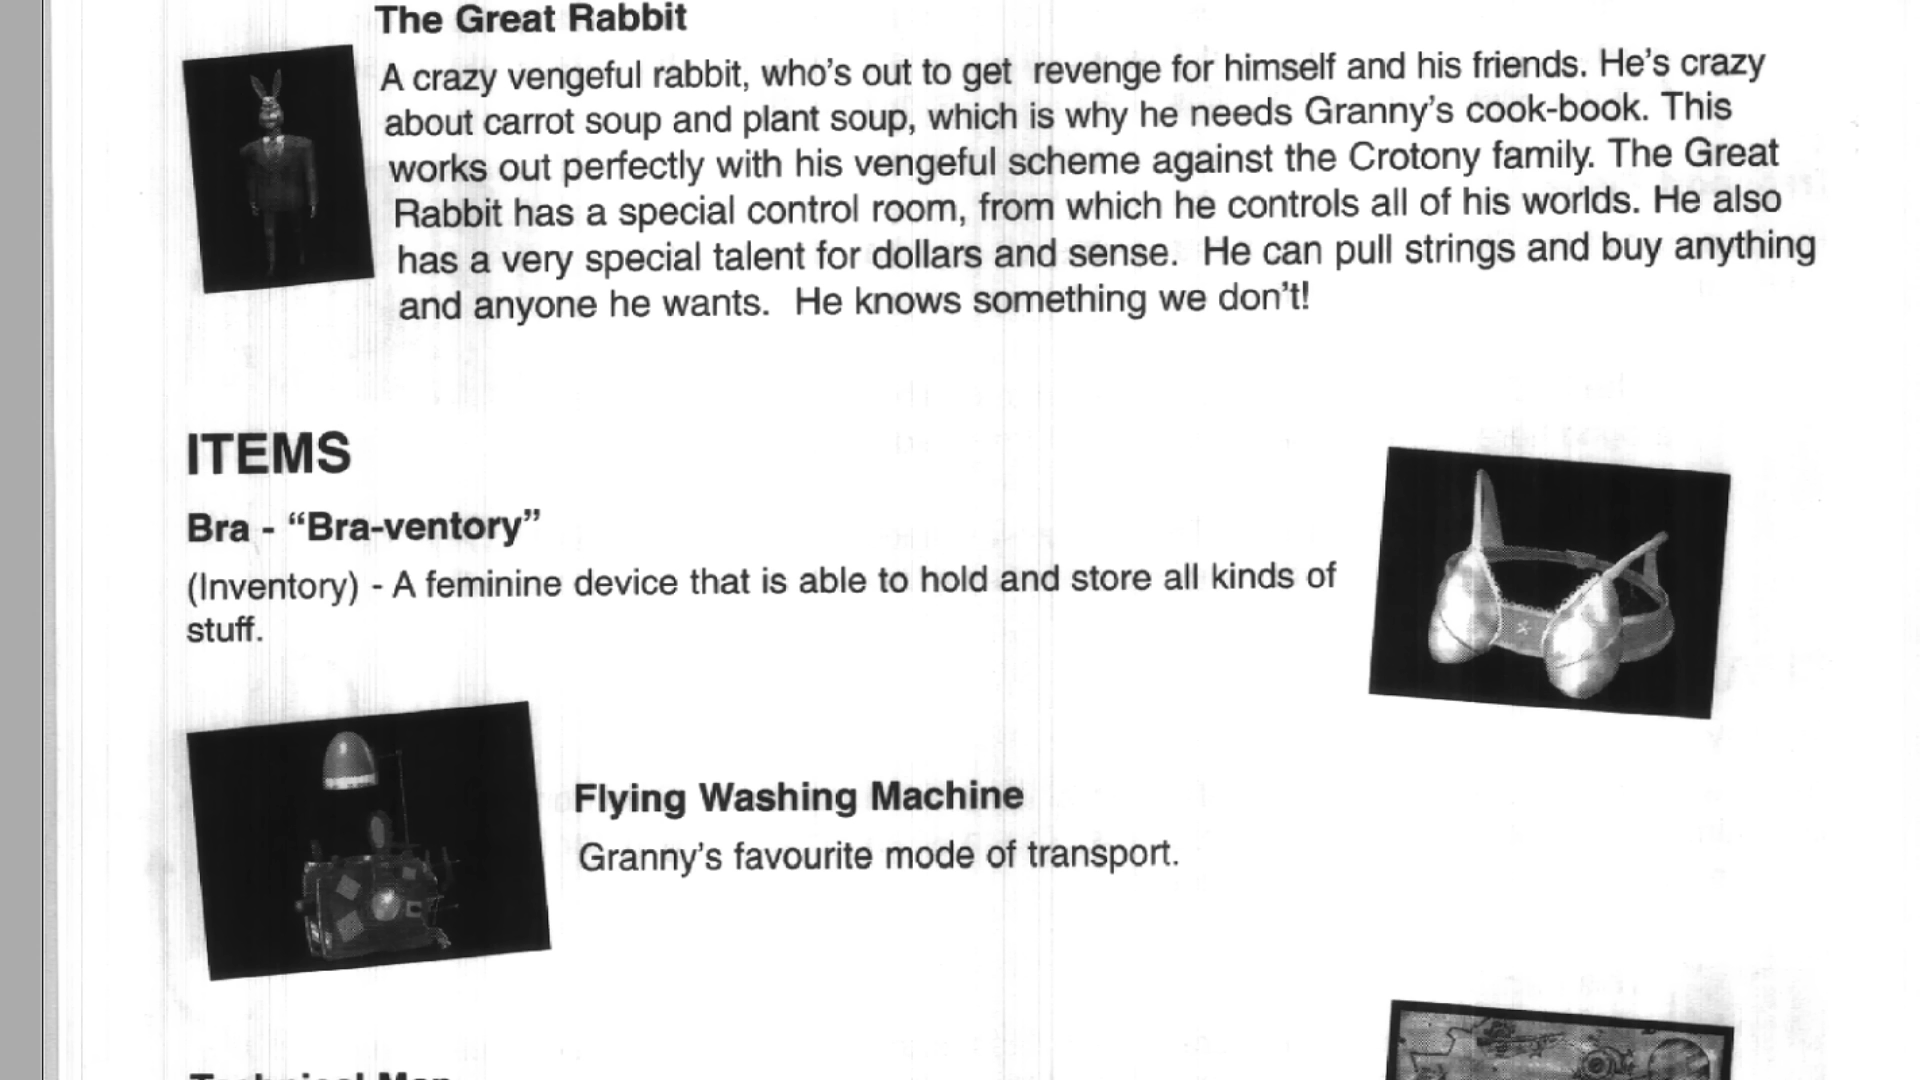 The Great Rabbit
A crazy vengeful rabbit, who's out to get  revenge for himself and his friends. He's crazy
about carrot soup and plant soup, which is why he needs Granny's cook-book. This
works out perfectly with his vengeful scheme against the Crotony family. The Great
Rabbit has a special control room, from which he controls all of his worlds. He also
has a very special talent for dollars and sense.  He can pull strings and buy anything
and anyone he wants.  He knows something we don't!
ITEMS
Bra - “Bra-ventory”
(Inventory) - A feminine device that is able to hold and store all kinds of
stuff.
Flying Washing Machine
Granny's favourite mode of transport.